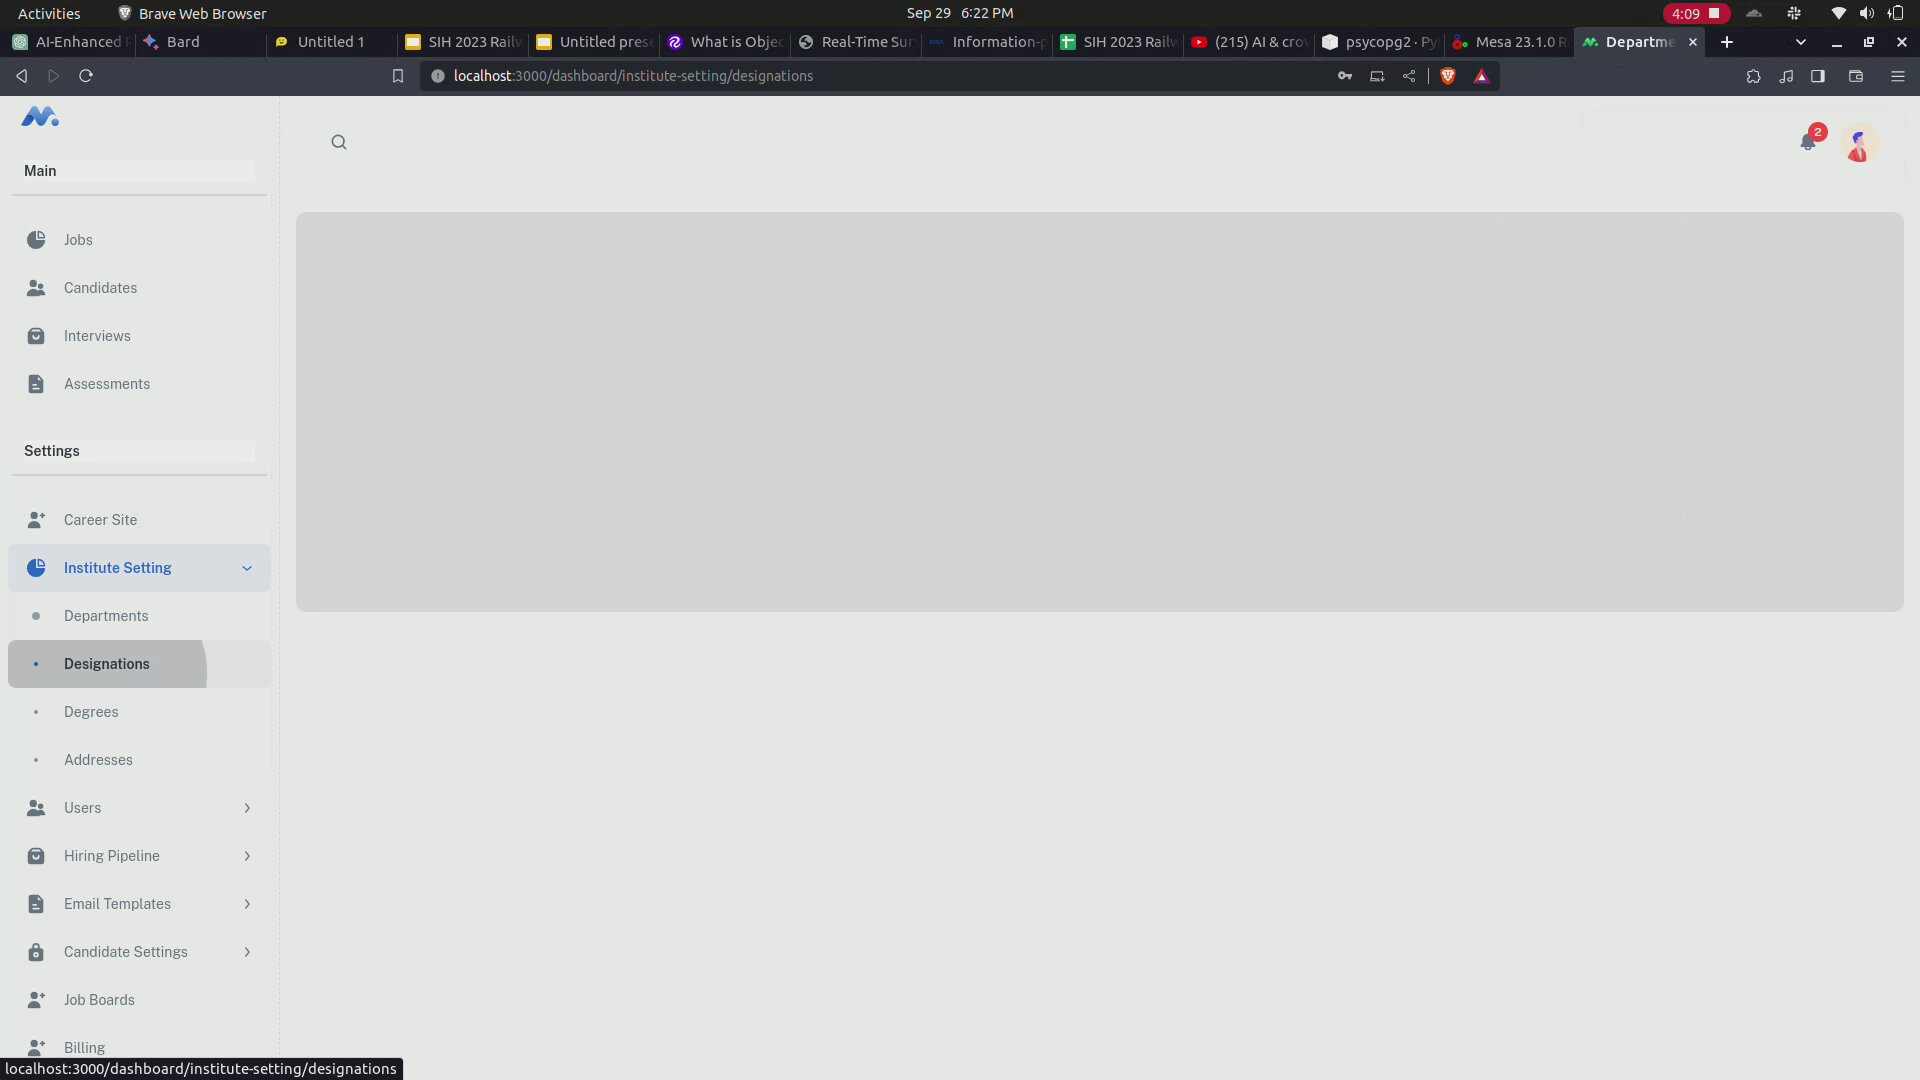 Activities
Brave Web Browser
Sep 29 6:22 PM
4:09
AI-Enhanced
Bard
Untitled 1
SIH 2023 Railw
Untitled prese
What is Objec
Real-Time Sur
Information-p
SIH 2023 Railw
(215) AI & crov
psycopg2 · Py
Mesa 23.1.0 R
Departme
localhost:3000/dashboard/institute-setting/designations
2
Main
Jobs
Candidates
Interviews
Assessments
Settings
Career Site
Institute Setting
Departments
Designations
Degrees
Addresses
Users
Hiring Pipeline
Email Templates
Candidate Settings
Job Boards
Billing
localhost:3000/dashboard/institute-setting/designations